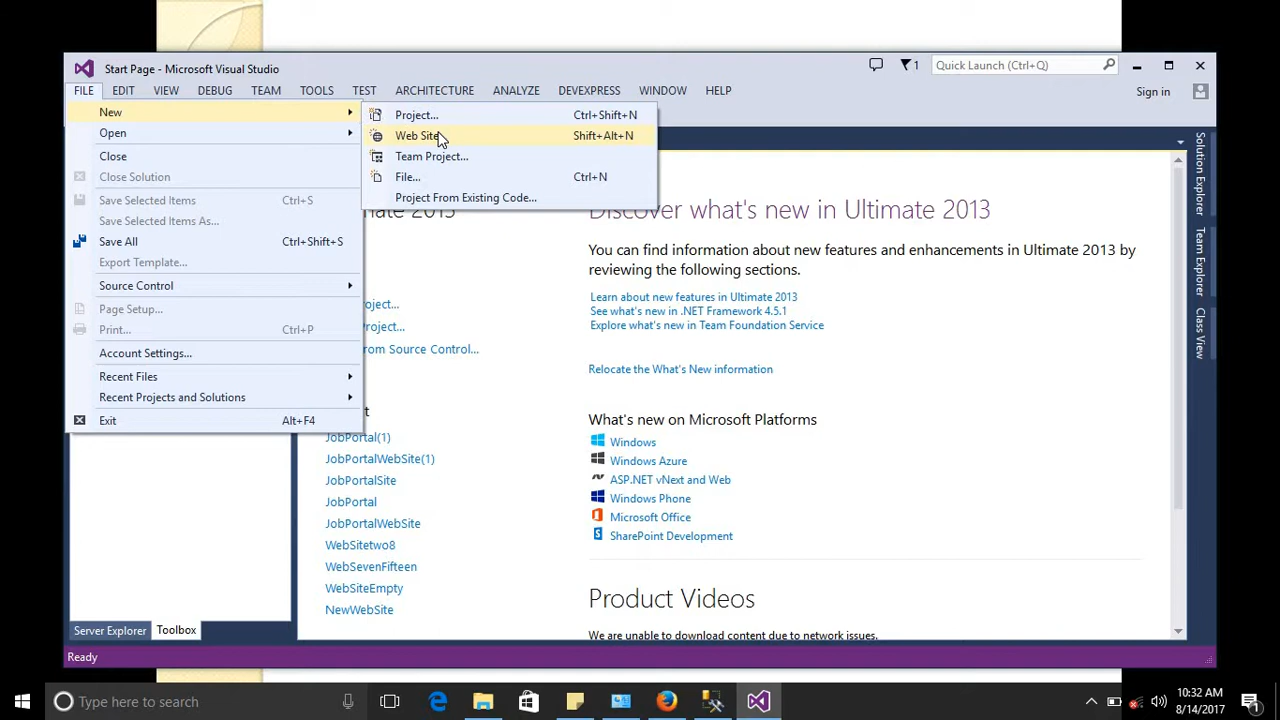 Start Page - Microsoft Visual Studio
1
Quick Launch (Ctrl+Q)
FILE EDIT VIEW DEBUG TEAM TOOLS TEST ARCHITECTURE ANALYZE DEVEXPRESS WINDOW HELP
Sign in
New
Open
Close
Close Solution
Save Selected Items Ctrl+S
Save Selected Items As...
Save All Ctrl+Shift+S
Export Template...
Source Control
Page Setup...
Print... Ctrl+P
Account Settings...
Recent Files
Recent Projects and Solutions
Exit Alt+F4
Project... Ctrl+Shift+N
Web Site Shift+Alt+N
Team Project...
File... Ctrl+N
Project From Existing Code...
2013
oject...
roject...
rom Source Control...
t
JobPortal(1)
JobPortalWebSite(1)
JobPortalSite
JobPortal
JobPortalWebSite
WebSitetwo8
WebSevenFifteen
WebSiteEmpty
NewWebSite
Discover what's new in Ultimate 2013
You can find information about new features and enhancements in Ultimate 2013 by
reviewing the following sections.
Learn about new features in Ultimate 2013
See what's new in .NET Framework 4.5.1
Explore what's new in Team Foundation Service
Relocate the What's New information
What's new on Microsoft Platforms
Windows
Windows Azure
ASP.NET vNext and Web
Windows Phone
Microsoft Office
SharePoint Development
Product Videos
We are unable to download content due to network issues.
Solution Explorer
Team Explorer
Class View
Server Explorer Toolbox
Ready
Type here to search
10:32 AM
8/14/2017
1